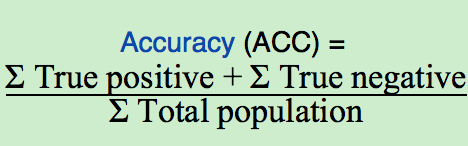 Accuracy (ACC) =
Σ True positive + Σ True negative
Σ Total population